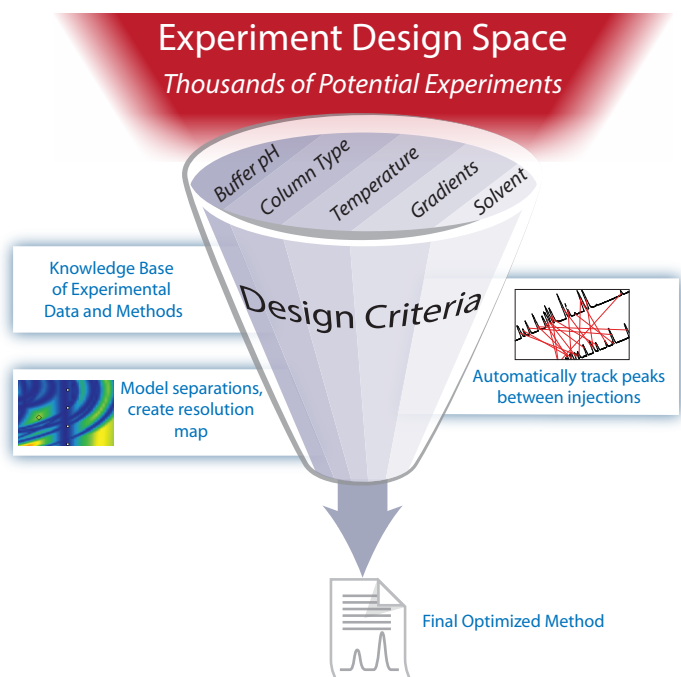 Experiment Design Space
Thousands of Potential Experiments
Buffer pH
Column Type
Temperature
Gradients
Solvent
Design Criteria
Knowledge Base
of Experimental
Data and Methods
Automatically track peaks
between injections
Model separations,
create resolution
map
Final Optimized Method